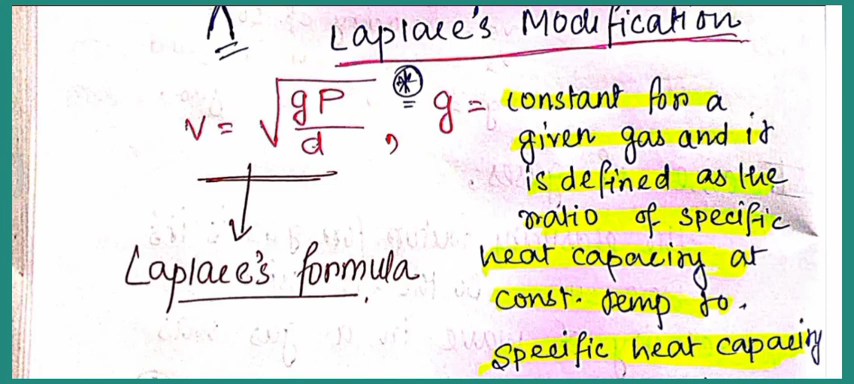 Laplace's Modification
v = √gP/d , * g = constant for a
given gas and it
is defined as the
ratio of specific
heat capacity at
const. temp to.
specific heat capacity
Laplace's formula.